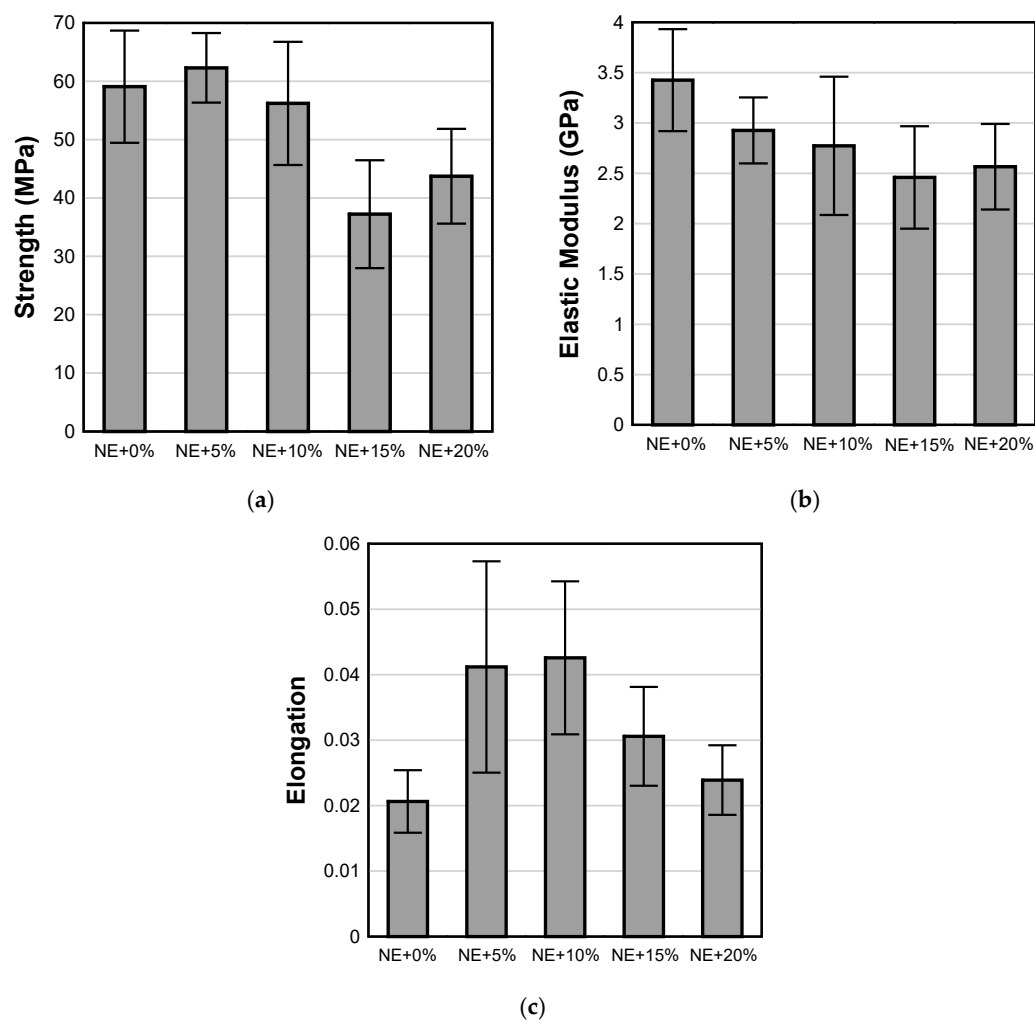 Strength (MPa)
70
60
50
40
30
20
10
0
NE+0% NE+5% NE+10% NE+15% NE+20%
(a)
Elastic Modulus (GPa)
4
3.5
3
2.5
2
1.5
1
0.5
0
NE+0% NE+5% NE+10% NE+15% NE+20%
(b)
Elongation
0.06
0.05
0.04
0.03
0.02
0.01
0
NE+0% NE+5% NE+10% NE+15% NE+20%
(c)